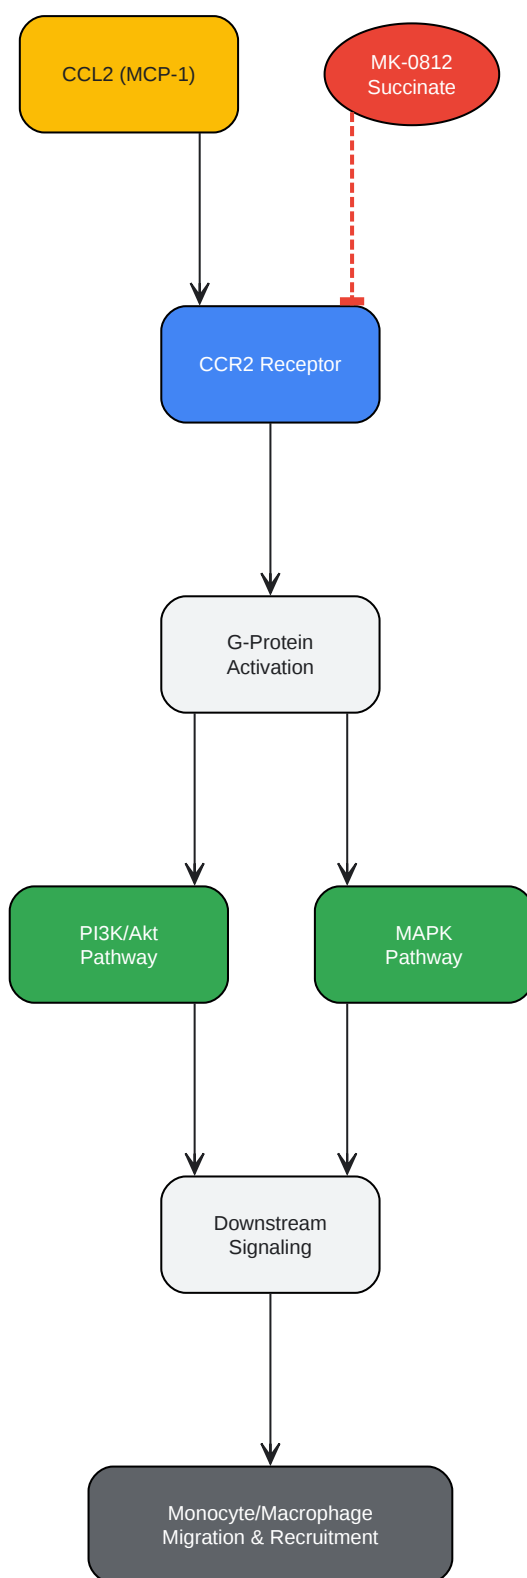 CCL2 (MCP-1)
MK-0812
Succinate
CCR2 Receptor
G-Protein
Activation
PI3K/Akt
Pathway
MAPK
Pathway
Downstream
Signaling
Monocyte/Macrophage
Migration & Recruitment